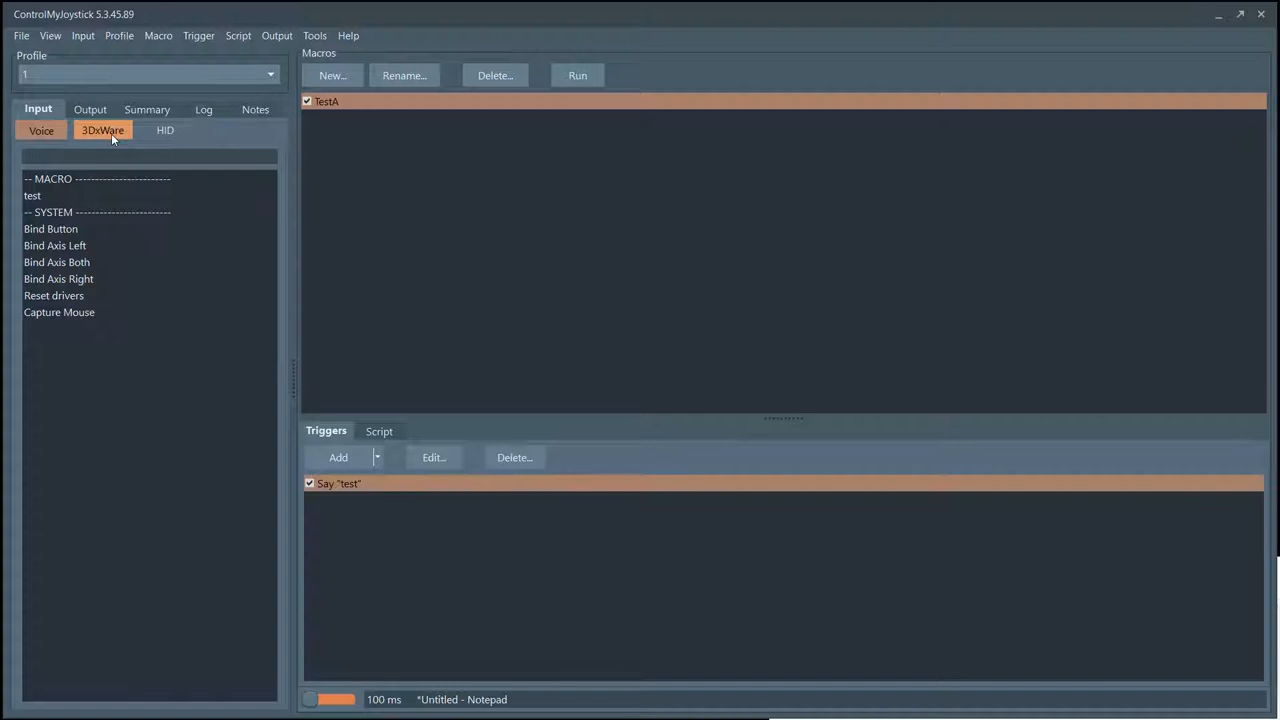 ControlMyJoystick 5.3.45.89
File View Input Profile Macro Trigger Script Output Tools Help
Profile
1
Input Output Summary Log Notes
Voice 3DxWare HID
-- MACRO ------------------------
test
-- SYSTEM ------------------------
Bind Button
Bind Axis Left
Bind Axis Both
Bind Axis Right
Reset drivers
Capture Mouse
Macros
New... Rename... Delete... Run
TestA
Triggers Script
Add Edit... Delete...
Say "test"
100 ms *Untitled - Notepad